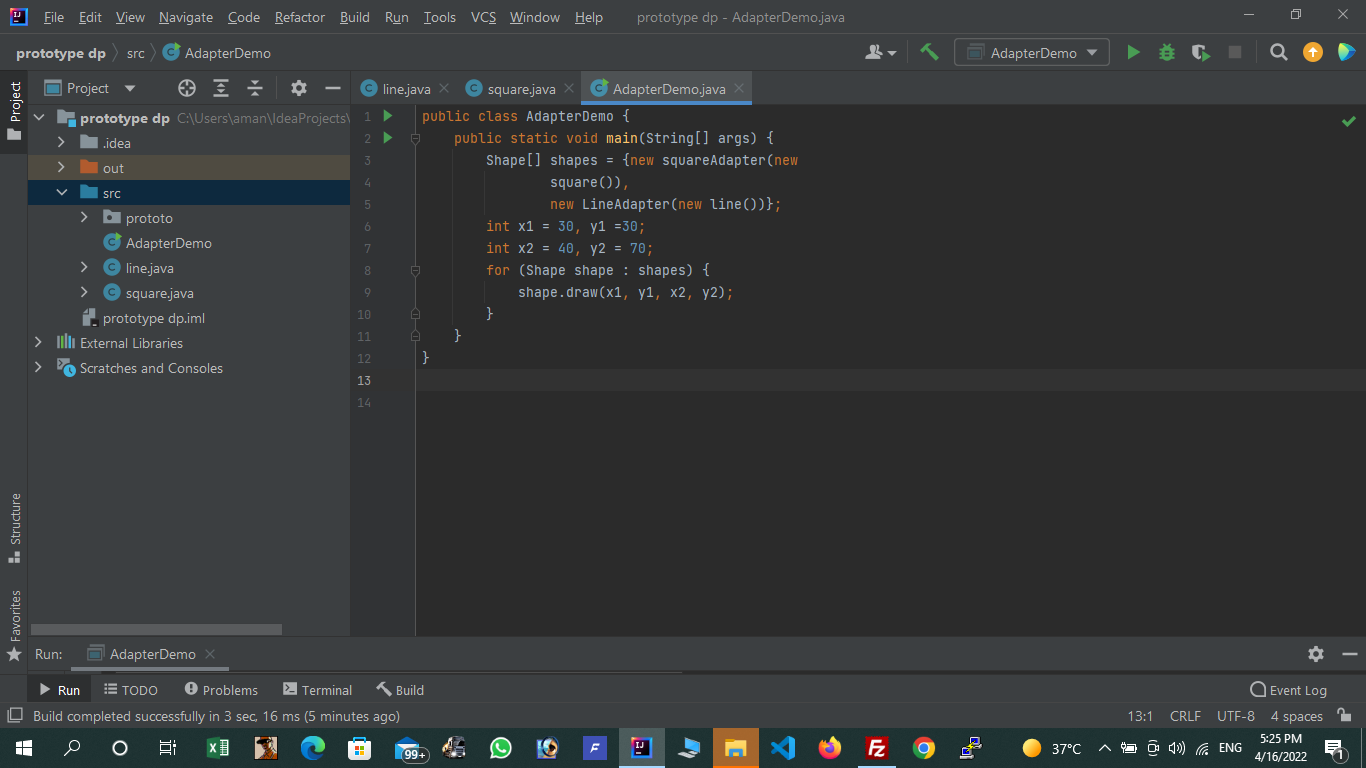 File Edit View Navigate Code Refactor Build Run Tools VCS Window Help prototype dp - AdapterDemo.java
prototype dp src AdapterDemo AdapterDemo
Project
Project
line.java square.java AdapterDemo.java
prototype dp C:\Users\aman\IdeaProjects\
.idea
out
src
prototo
AdapterDemo
line.java
square.java
prototype dp.iml
External Libraries
Scratches and Consoles
1 public class AdapterDemo {
2 public static void main(String[] args) {
3 Shape[] shapes = {new squareAdapter(new
4 square()),
5 new LineAdapter(new line())};
6 int x1 = 30, y1 =30;
7 int x2 = 40, y2 = 70;
8 for (Shape shape : shapes) {
9 shape.draw(x1, y1, x2, y2);
10 }
11 }
12 }
13
14
Structure
Favorites
Run: AdapterDemo
Run TODO Problems Terminal Build Event Log
Build completed successfully in 3 sec, 16 ms (5 minutes ago) 13:1 CRLF UTF-8 4 spaces
99+ F IJ Fz 37°C ENG 5:25 PM
4/16/2022 1